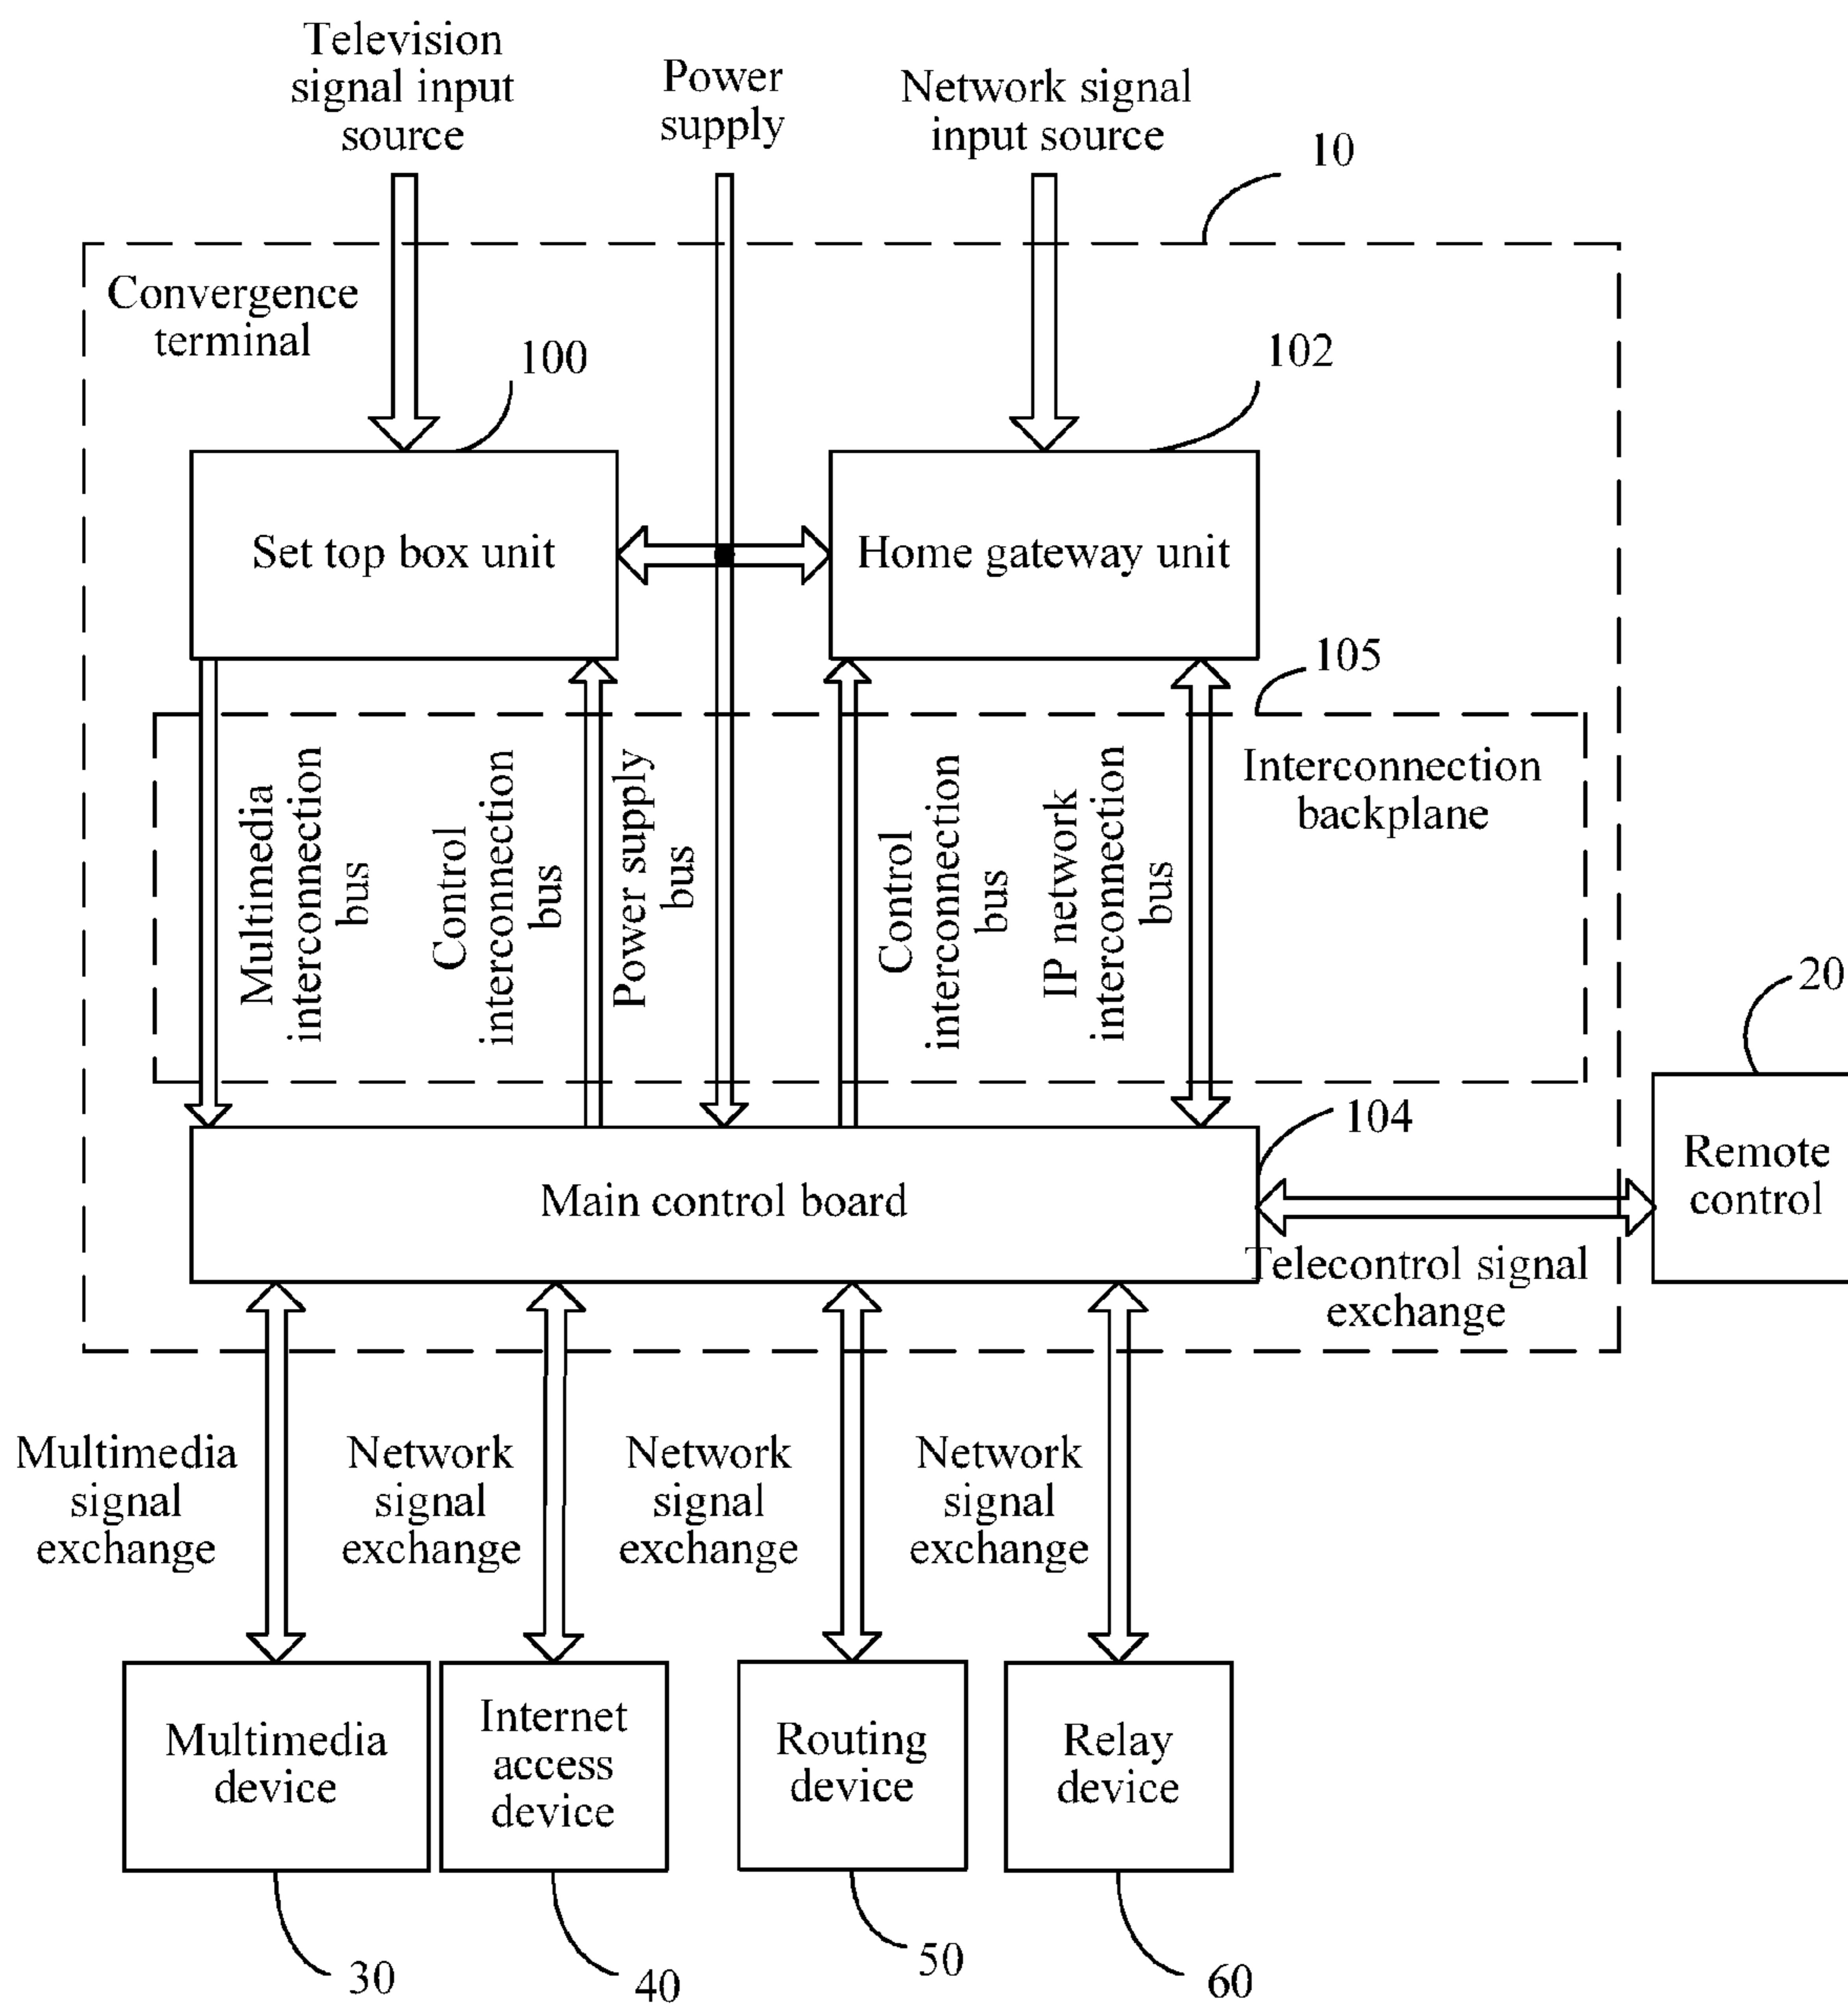 Television
signal input
source
Power
supply
Network signal
input source
10
Convergence
terminal
100
102
Set top box unit
Home gateway unit
105
Multimedia
interconnection
bus
Control
interconnection
bus
Power supply
bus
Control
interconnection
bus
IP network
interconnection
bus
Interconnection
backplane
20
104
Remote
control
Main control board
Telecontrol signal
exchange
Multimedia
signal
exchange
Network
signal
exchange
Network
signal
exchange
Network
signal
exchange
Multimedia
device
Internet
access
device
Routing
device
Relay
device
30
40
50
60